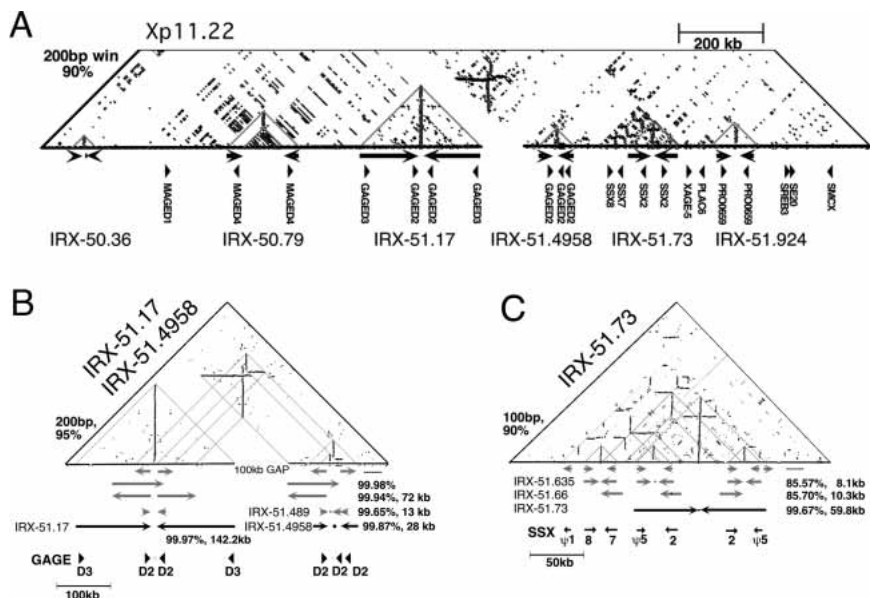 A
Xp11.22
200bp win
90%
200 kb
MAGED1
MAGED4
MAGED4
GAGED3
GAGED2
GAGED2
GAGED3
GAGED2
GAGED2
GAGED2
SSX8
SSX7
SSX2
SSX2
XAGE-5
PLAC6
PRO0659
PRO0659
SREB3
SE20
SMCX
IRX-50.36 IRX-50.79 IRX-51.17 IRX-51.4958 IRX-51.73 IRX-51.924
B
IRX-51.17
IRX-51.4958
200bp,
95%
100kb GAP
99.98%
99.94%, 72 kb
IRX-51.489 99.65%, 13 kb
IRX-51.17 IRX-51.4958 99.87%, 28 kb
99.97%, 142.2kb
GAGE
D3 D2 D2 D3 D2 D2 D2
100kb
C
IRX-51.73
100bp,
90%
IRX-51.635 85.57%, 8.1kb
IRX-51.66 85.70%, 10.3kb
IRX-51.73 99.67%, 59.8kb
SSX
ψ1 8 7 ψ5 2 2 ψ5
50kb